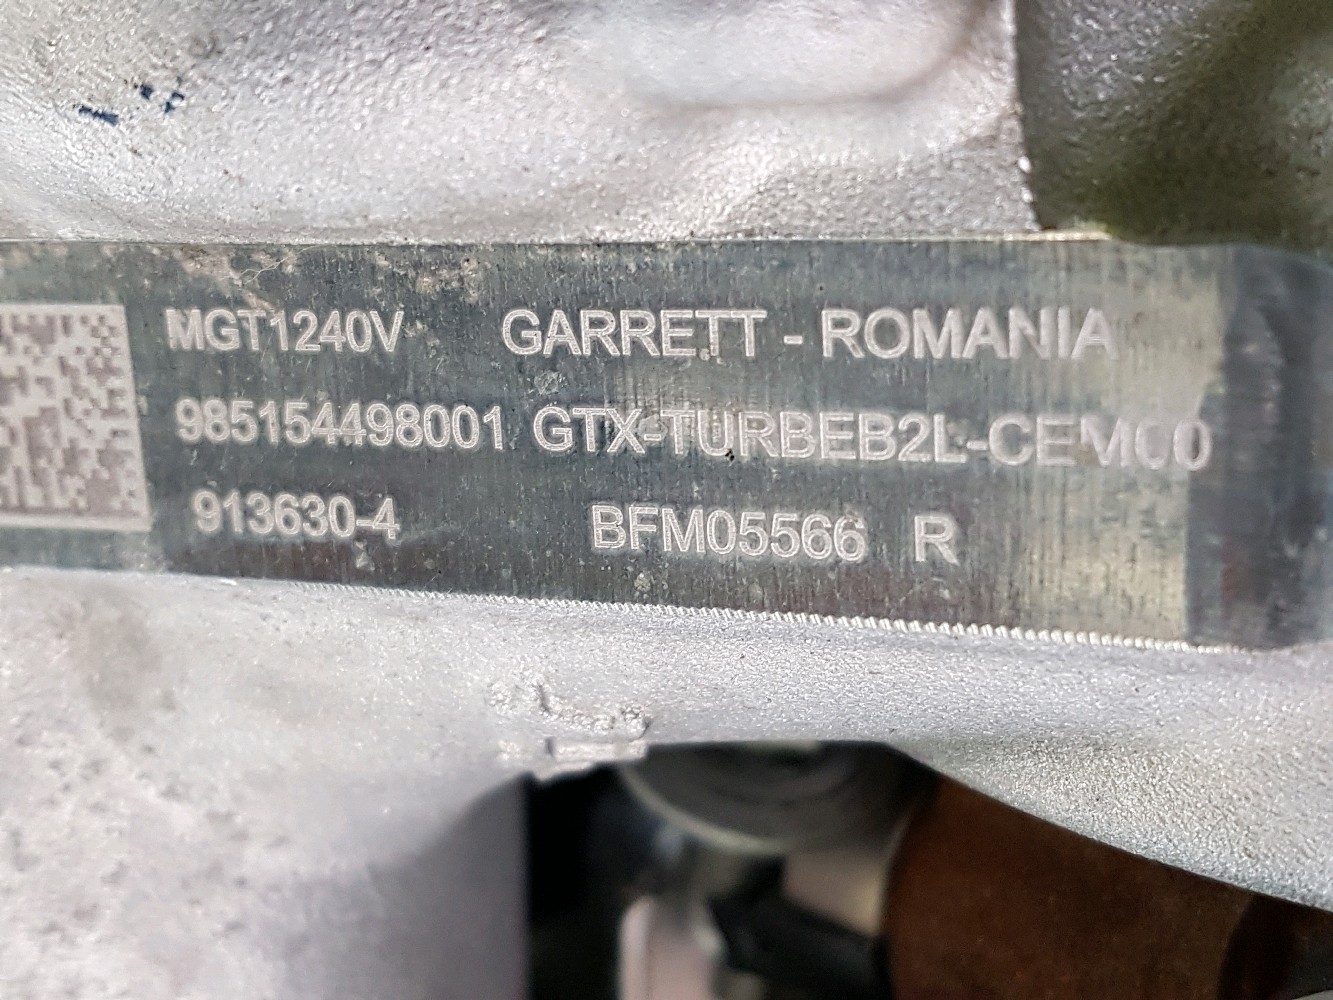 MGT1240V GARRETT - ROMANIA
985154498001 GTX-TURBEB2L-CEMC0
913630-4 BFM05566 R